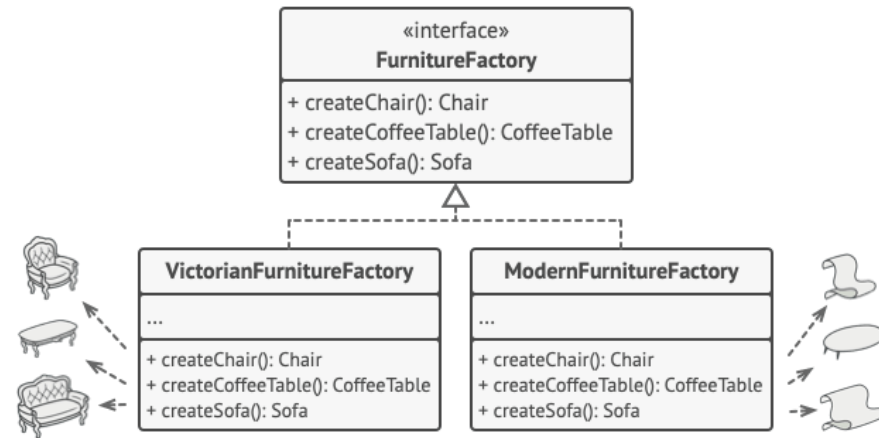 «interface»
FurnitureFactory
+ createChair(): Chair
+ createCoffeeTable(): CoffeeTable
+ createSofa(): Sofa
VictorianFurnitureFactory
...
+ createChair(): Chair
+ createCoffeeTable(): CoffeeTable
+ createSofa(): Sofa
ModernFurnitureFactory
...
+ createChair(): Chair
+ createCoffeeTable(): CoffeeTable
+ createSofa(): Sofa